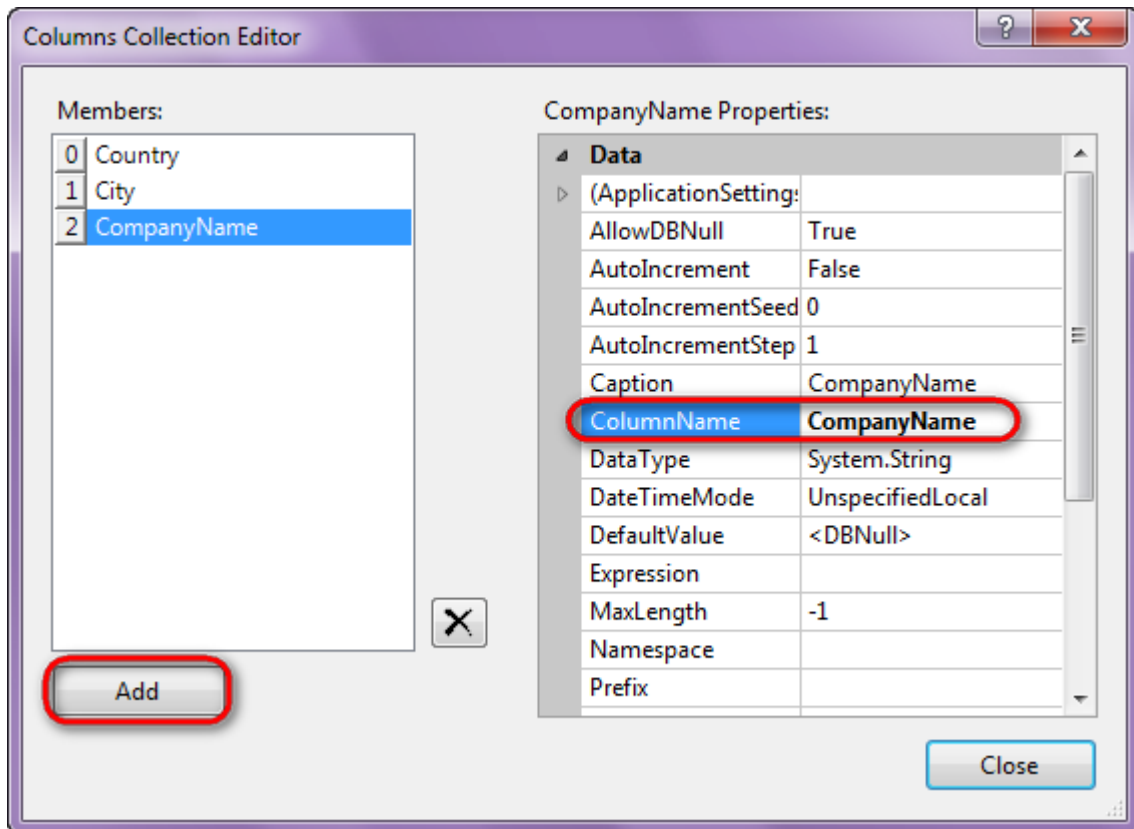 Columns Collection Editor
?
X
Members:
0 Country
1 City
2 CompanyName
Add
CompanyName Properties:
Data
(ApplicationSettings
AllowDBNull True
AutoIncrement False
AutoIncrementSeed 0
AutoIncrementStep 1
Caption CompanyName
ColumnName CompanyName
DataType System.String
DateTimeMode UnspecifiedLocal
DefaultValue <DBNull>
Expression
MaxLength -1
Namespace
Prefix
Close